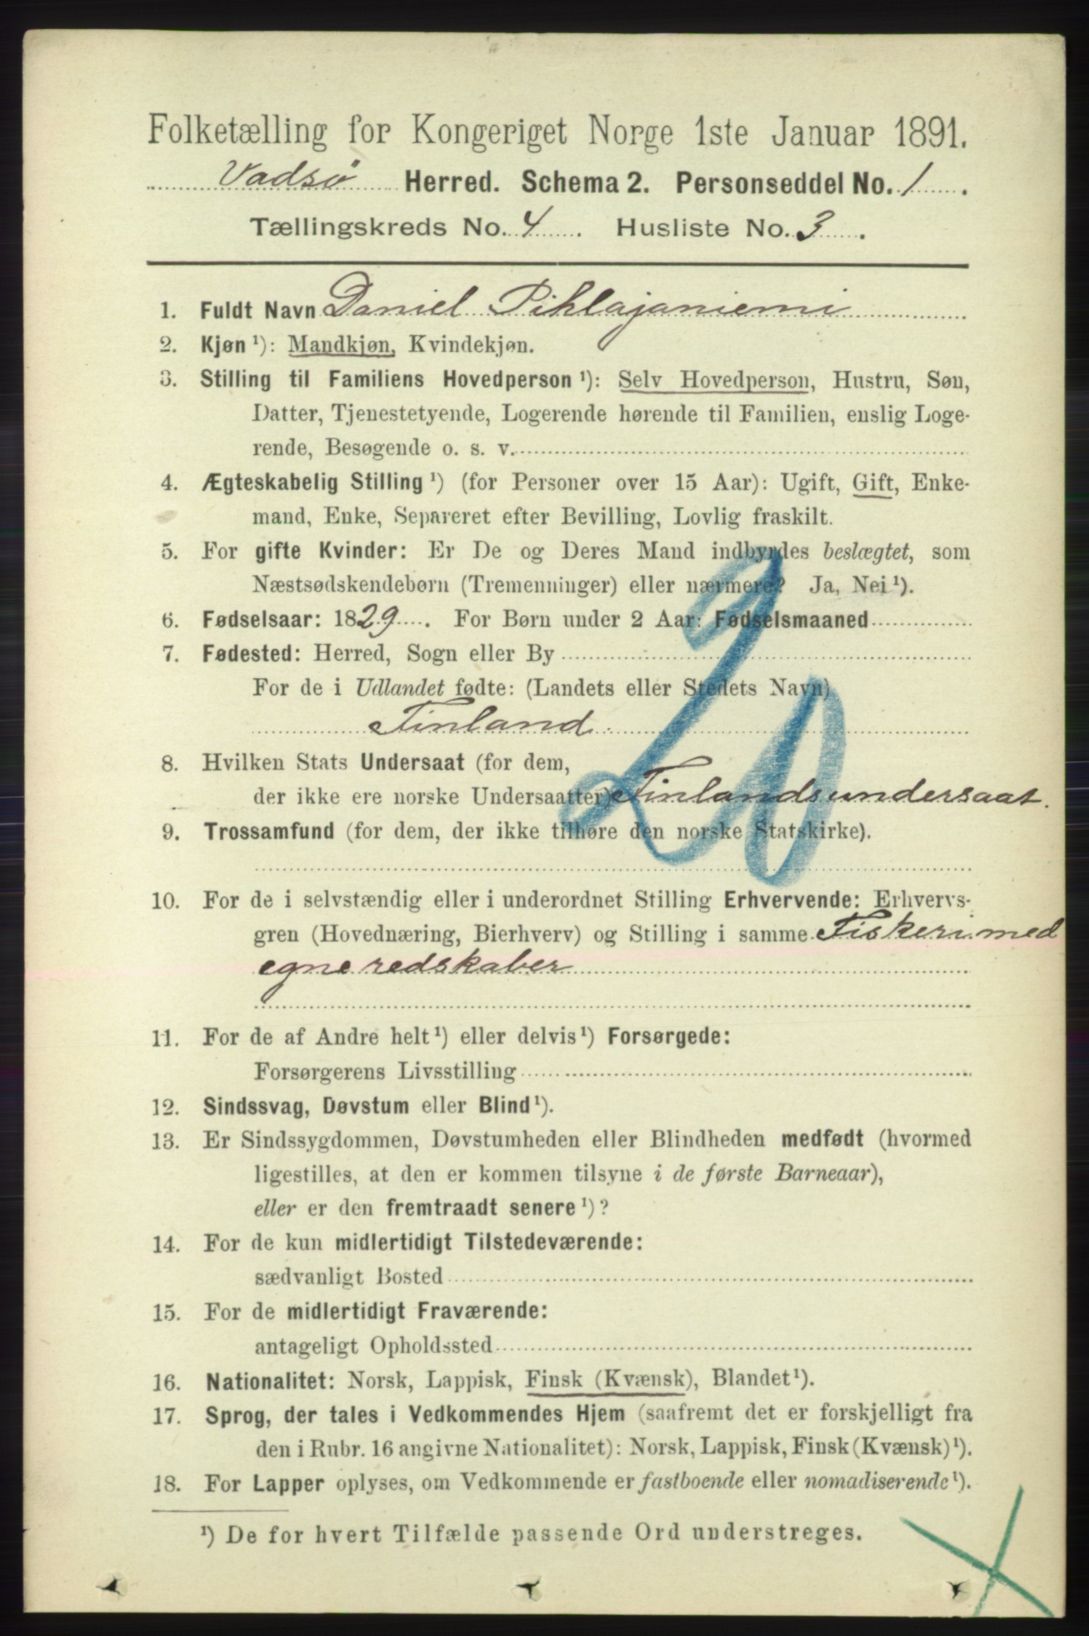 Folketælling for Kongeriget Norge 1ste Januar 1891.
Vadsø Herred. Schema 2. Personseddel No. 1.
Tællingskreds No. 4. Husliste No. 3.
1. Fuldt Navn Daniel Pihlajaniemi
2. Kjøn ¹): Mandkjøn, Kvindekjøn.
3. Stilling til Familiens Hovedperson ¹): Selv Hovedperson, Hustru, Søn,
Datter, Tjenestetyende, Logerende hørende til Familien, enslig Loge-
rende, Besøgende o. s. v.
4. Ægteskabelig Stilling ¹) (for Personer over 15 Aar): Ugift, Gift, Enke-
mand, Enke, Separeret efter Bevilling, Lovlig fraskilt.
5. For gifte Kvinder: Er De og Deres Mand indbyrdes beslægtet, som
Næstsødskendebørn (Tremenninger) eller nærmere? Ja, Nei ¹).
6. Fødselsaar: 1829. For Børn under 2 Aar: Fødselsmaaned
7. Fødested: Herred, Sogn eller By
For de i Udlandet fødte: (Landets eller Stedets Navn)
Finland
8. Hvilken Stats Undersaat (for dem,
der ikke ere norske Undersaatter) Finlands undersaat.
9. Trossamfund (for dem, der ikke tilhøre den norske Statskirke).
20
10. For de i selvstændig eller i underordnet Stilling Erhvervende: Erhvervs-
gren (Hovednæring, Bierhverv) og Stilling i samme Fiskeri med
egne redskaber
11. For de af Andre helt ¹) eller delvis ¹) Forsørgede:
Forsørgerens Livsstilling
12. Sindssvag, Døvstum eller Blind ¹).
13. Er Sindssygdommen, Døvstumheden eller Blindheden medfødt (hvormed
ligestilles, at den er kommen tilsyne i de første Barneaar),
eller er den fremtraadt senere ¹)?
14. For de kun midlertidigt Tilstedeværende:
sædvanligt Bosted
15. For de midlertidigt Fraværende:
antageligt Opholdssted
16. Nationalitet: Norsk, Lappisk, Finsk (Kvænsk), Blandet ¹).
17. Sprog, der tales i Vedkommendes Hjem (saafremt det er forskjelligt fra
den i Rubr. 16 angivne Nationalitet): Norsk, Lappisk, Finsk (Kvænsk) ¹).
18. For Lapper oplyses, om Vedkommende er fastboende eller nomadiserende ¹).
¹) De for hvert Tilfælde passende Ord understreges.